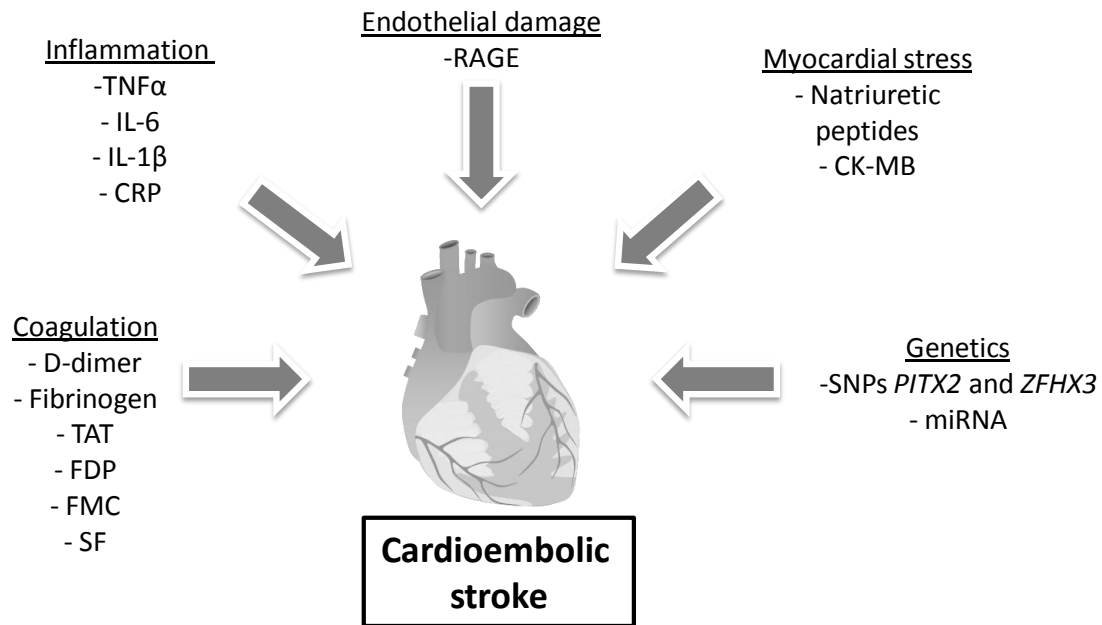 Endothelial damage
-RAGE
Inflammation
-TNFα
- IL-6
- IL-1β
- CRP
Myocardial stress
- Natriuretic
peptides
- CK-MB
Coagulation
- D-dimer
- Fibrinogen
- TAT
- FDP
- FMC
- SF
Genetics
-SNPs PITX2 and ZFHX3
- miRNA
Cardioembolic
stroke